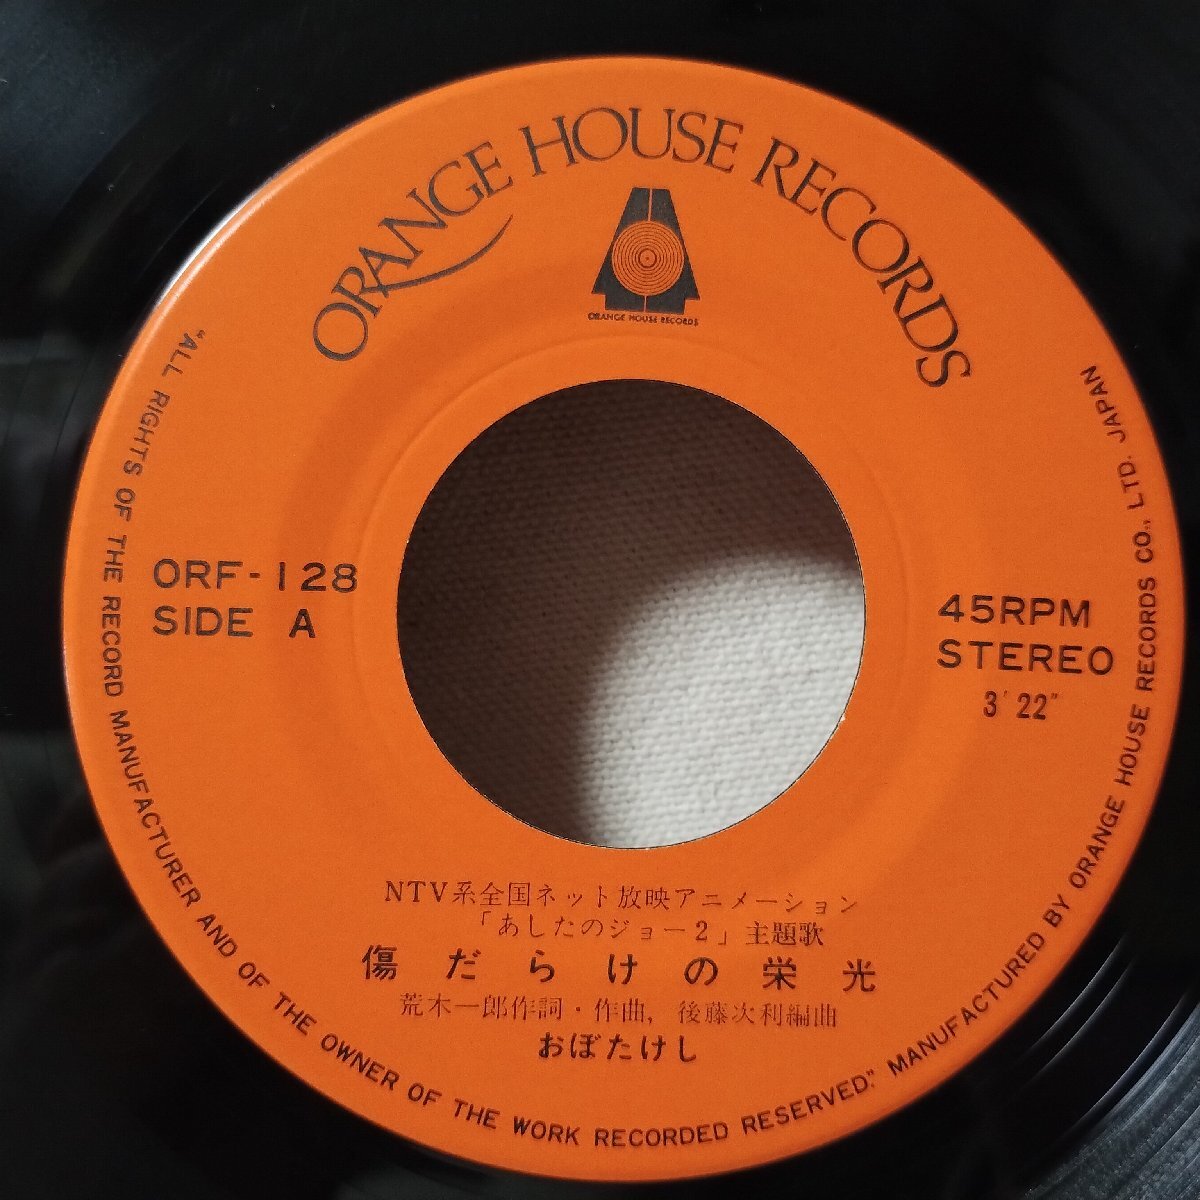 ORANGE HOUSE RECORDS
ORANGE HOUSE RECORDS
ORF-128
SIDE A
45RPM
STEREO
3'22"
NTV系全国ネット放映アニメーション
「あしたのジョー2」主題歌
傷だらけの栄光
荒木一郎作詞・作曲, 後藤次利編曲
おぼたけし
"ALL RIGHTS OF THE RECORD MANUFACTURER AND OF THE OWNER OF THE WORK RECORDED RESERVED." MANUFACTURED BY ORANGE HOUSE RECORDS CO., LTD. JAPAN